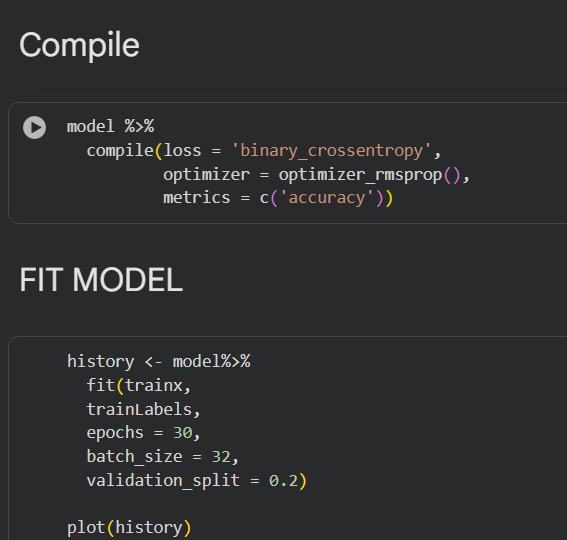 Compile
model %>%
compile(loss = 'binary_crossentropy',
optimizer = optimizer_rmsprop(),
metrics = c('accuracy'))
FIT MODEL
history <- model%>%
fit(trainx,
trainLabels,
epochs = 30,
batch_size = 32,
validation_split = 0.2)
plot(history)